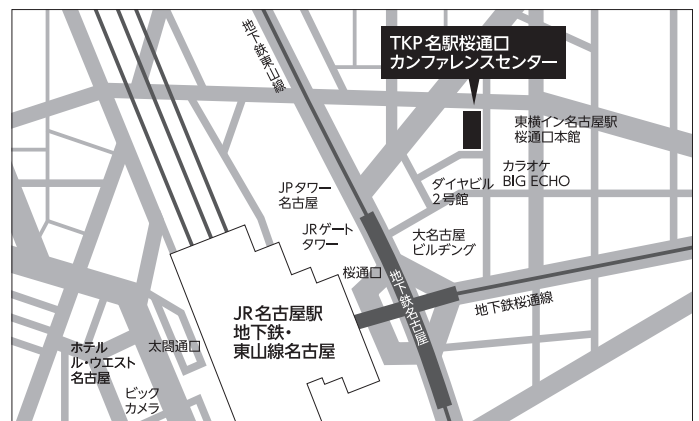 TKP名駅桜通口
カンファレンスセンター
地下鉄東山線
東横イン名古屋駅
桜通口本館
カラオケ
BIG ECHO
ダイヤビル
2号館
JPタワー
名古屋
JRゲート
タワー
大名古屋
ビルヂング
桜通口
地下鉄名古屋
地下鉄桜通線
JR名古屋駅
地下鉄・
東山線名古屋
太閤通口
ホテル
ル・ウエスト
名古屋
ビック
カメラ